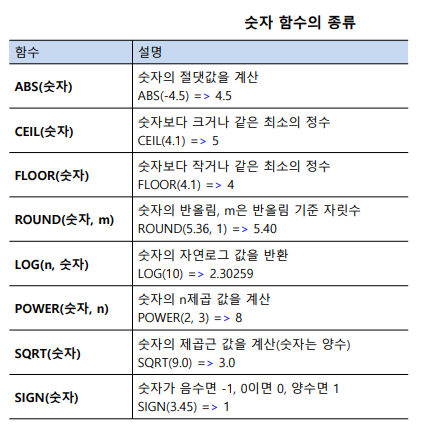 숫자 함수의 종류
함수 설명
ABS(숫자) 숫자의 절댓값을 계산
ABS(-4.5) => 4.5
CEIL(숫자) 숫자보다 크거나 같은 최소의 정수
CEIL(4.1) => 5
FLOOR(숫자) 숫자보다 작거나 같은 최소의 정수
FLOOR(4.1) => 4
ROUND(숫자, m) 숫자의 반올림, m은 반올림 기준 자릿수
ROUND(5.36, 1) => 5.40
LOG(n, 숫자) 숫자의 자연로그 값을 반환
LOG(10) => 2.30259
POWER(숫자, n) 숫자의 n제곱 값을 계산
POWER(2, 3) => 8
SQRT(숫자) 숫자의 제곱근 값을 계산(숫자는 양수)
SQRT(9.0) => 3.0
SIGN(숫자) 숫자가 음수면 -1, 0이면 0, 양수면 1
SIGN(3.45) => 1